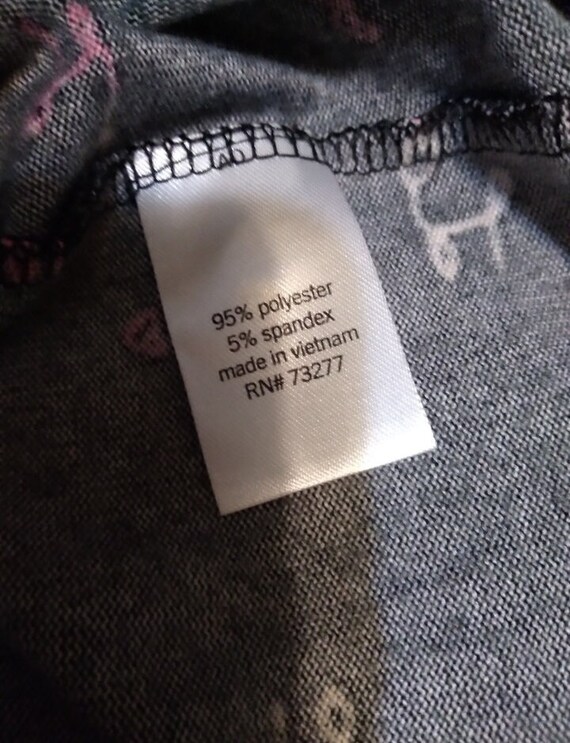 95% polyester
5% spandex
made in vietnam
RN# 73277